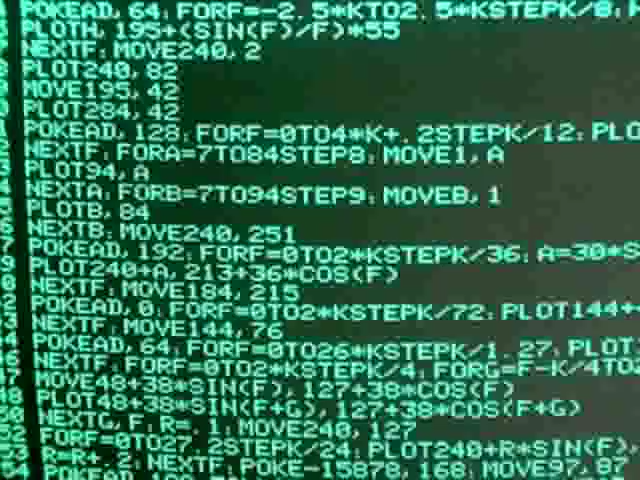 POKEAD, 64: FORF=-2.5*KTO2.5*KSTEPK/8:
PLOTH, 195+(SIN(F)/F)*55
NEXTF: MOVE240, 2
PLOT240, 82
MOVE195, 42
PLOT284, 42
POKEAD, 128: FORF=0TO4*K+.2STEPK/12: PLO
NEXTF: FORA=7TO84STEP8: MOVE1, A
PLOT94, A
NEXTA: FORB=7TO94STEP9: MOVEB, 1
PLOTB, 84
NEXTB: MOVE240, 251
7 POKEAD, 192: FORF=0TO2*KSTEPK/36: A=30*S
PLOT240+A, 213+36*COS(F)
NEXTF: MOVE184, 215
POKEAD, 0: FORF=0TO2*KSTEPK/72: PLOT144+
NEXTF: MOVE144, 76
POKEAD, 64: FORF=0TO26*KSTEPK/1.27: PLOT
NEXTF: FORF=0TO2*KSTEPK/4: FORG=F-K/4TO2
MOVE48+38*SIN(F), 127+38*COS(F)
PLOT48+38*SIN(F+G), 127+38*COS(F+G)
NEXTG, F: R=.1: MOVE240, 127
FORF=0TO27.2STEPK/24: PLOT240+R*SIN(F),
R=R+.2: NEXTF: POKE-15878, 168: MOVE97, 87
54 POKEAD,